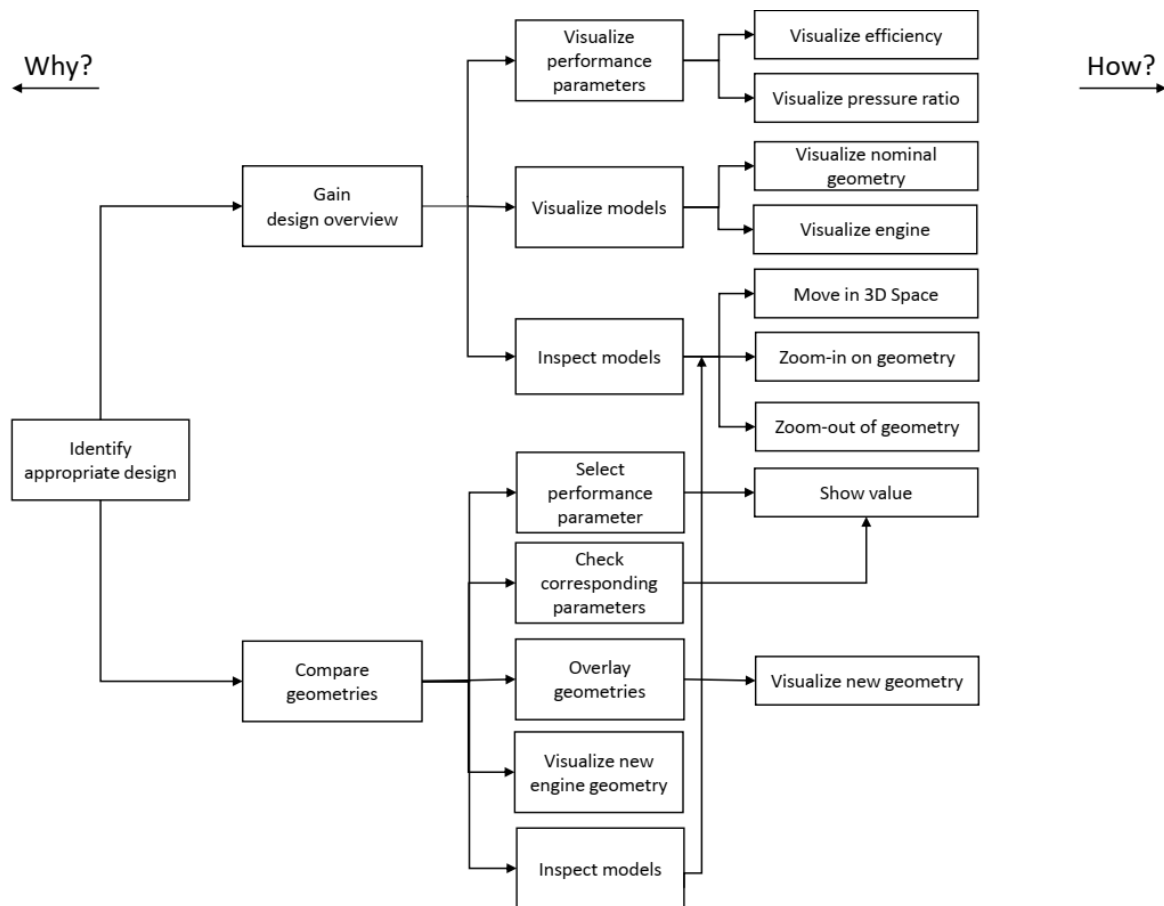 Why?
How?
Visualize
performance
parameters
Visualize efficiency
Visualize pressure ratio
Gain
design overview
Visualize models
Visualize nominal
geometry
Visualize engine
Inspect models
Move in 3D Space
Zoom-in on geometry
Zoom-out of geometry
Identify
appropriate design
Select
performance
parameter
Show value
Check
corresponding
parameters
Compare
geometries
Overlay
geometries
Visualize new geometry
Visualize new
engine geometry
Inspect models